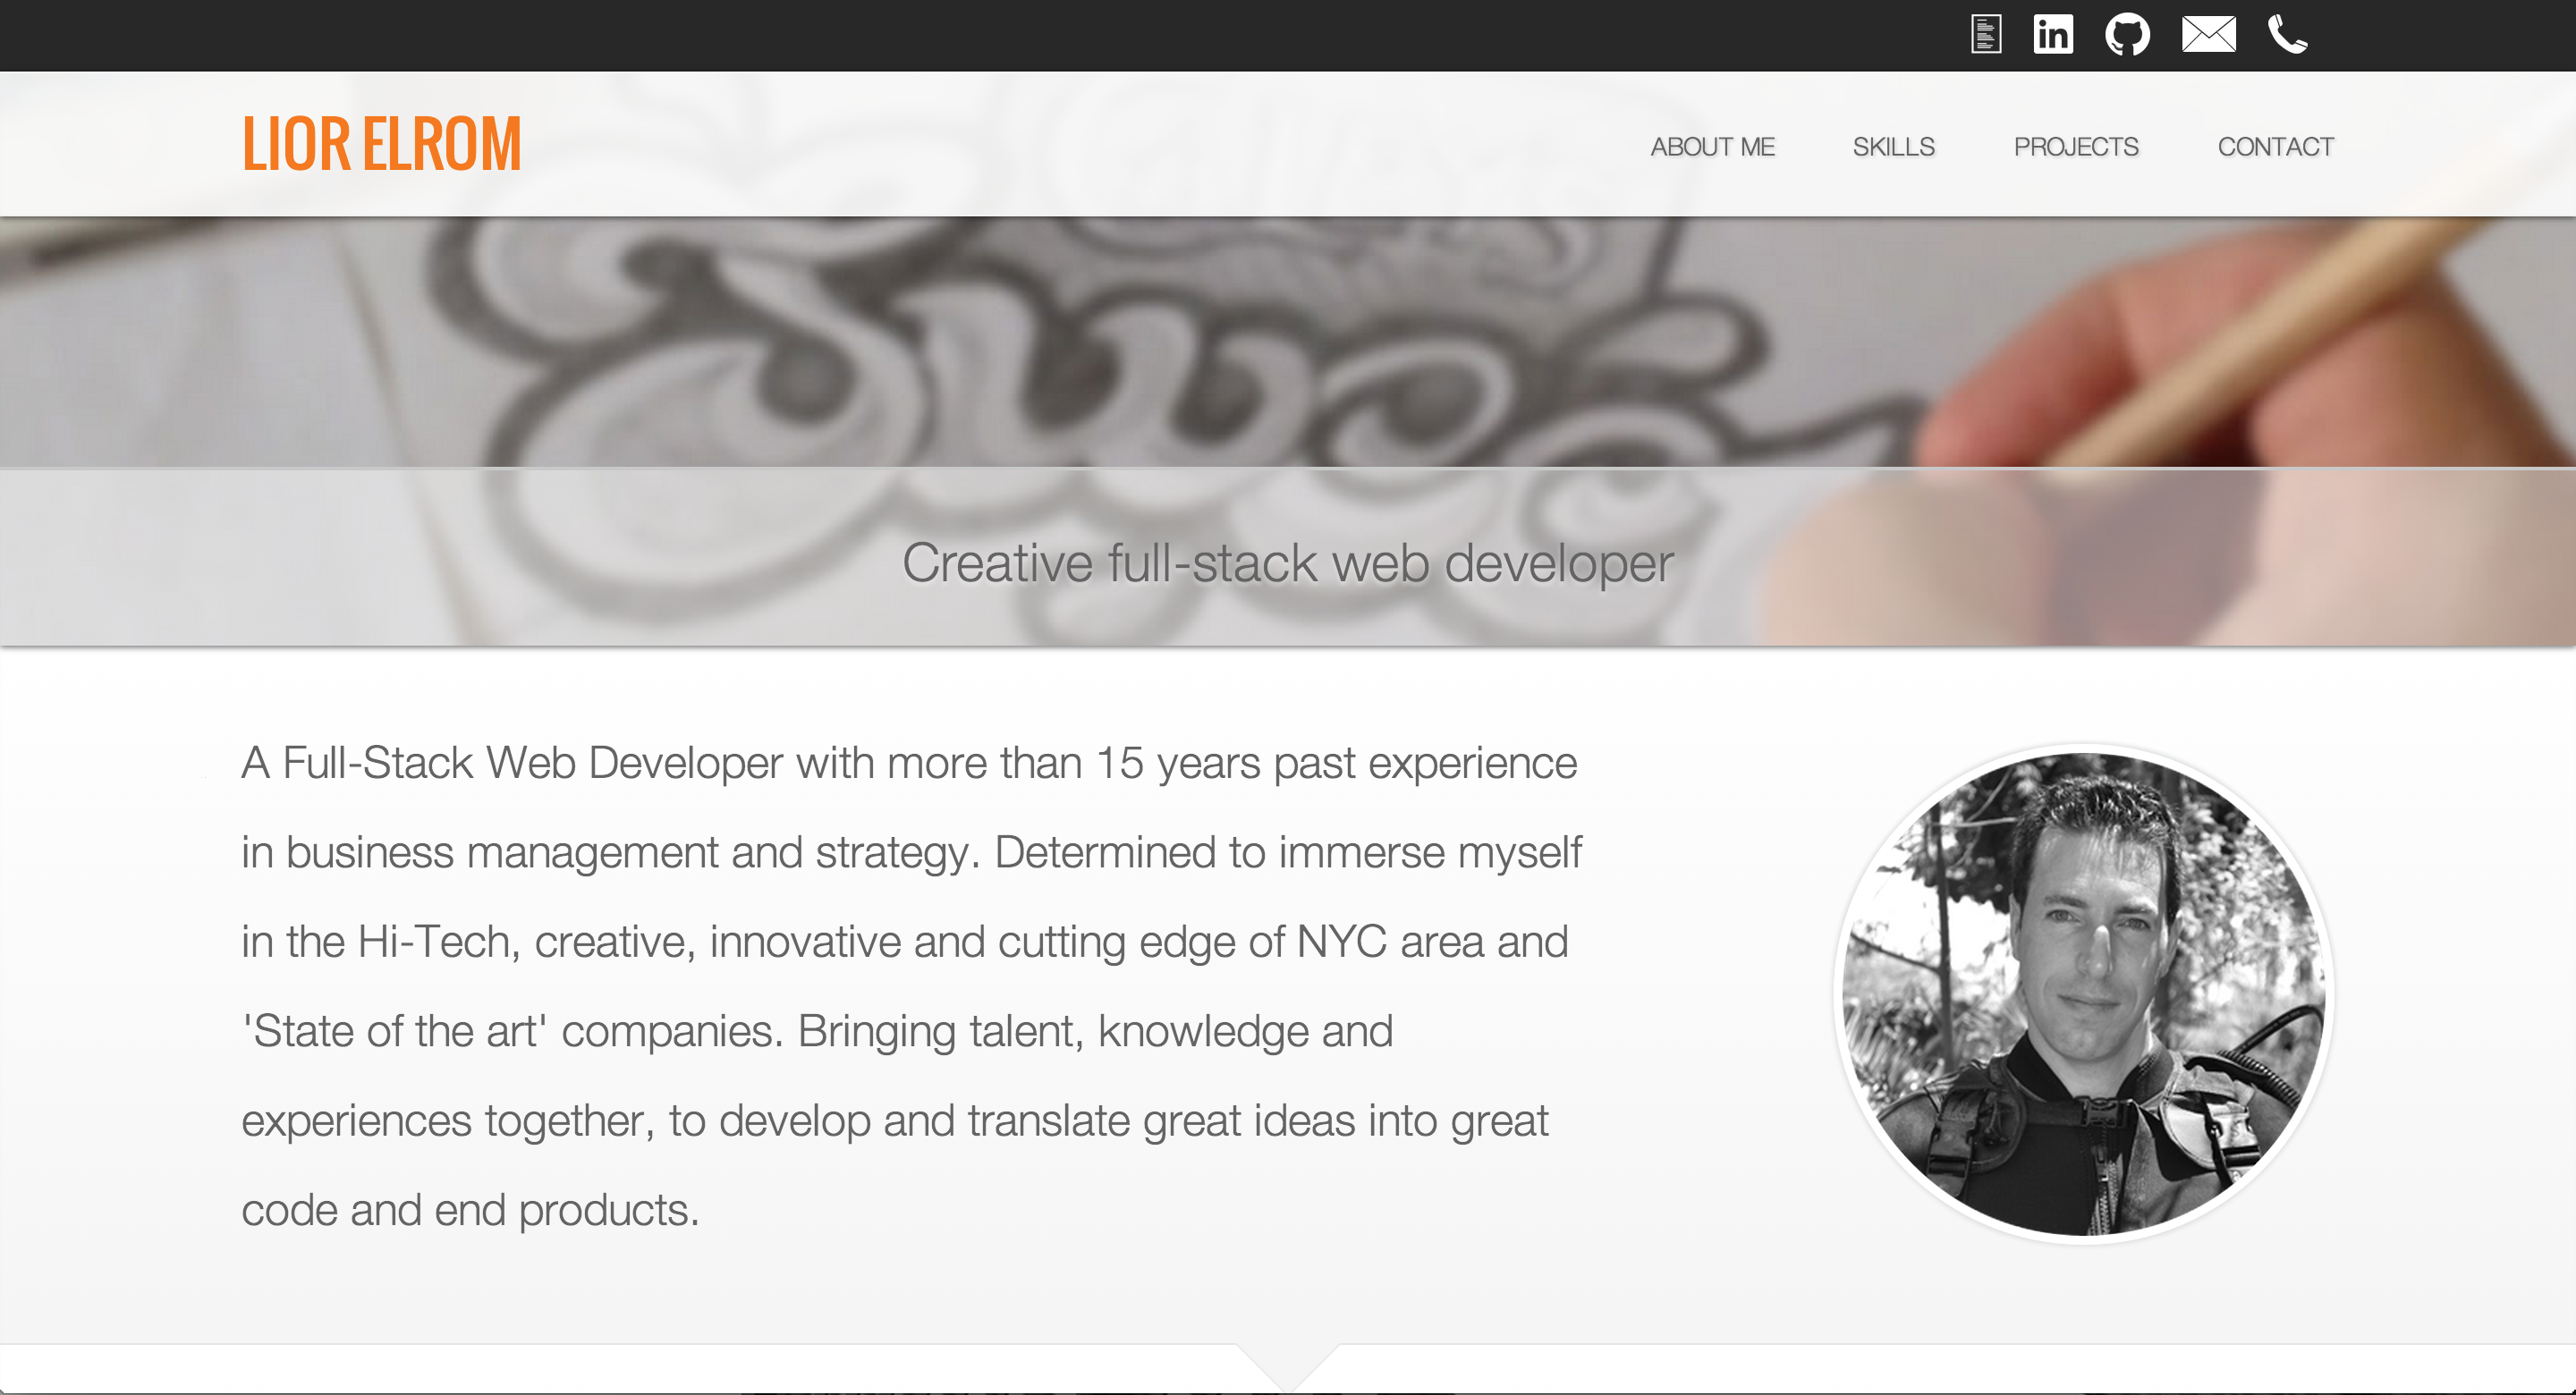 LIOR ELROM
ABOUT ME SKILLS PROJECTS CONTACT
Creative full-stack web developer
A Full-Stack Web Developer with more than 15 years past experience
in business management and strategy. Determined to immerse myself
in the Hi-Tech, creative, innovative and cutting edge of NYC area and
'State of the art' companies. Bringing talent, knowledge and
experiences together, to develop and translate great ideas into great
code and end products.